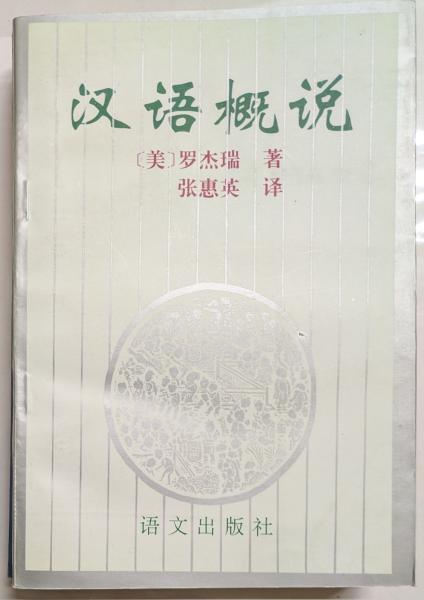 汉语概说
〔美〕罗杰瑞 著
张惠英 译
语文出版社